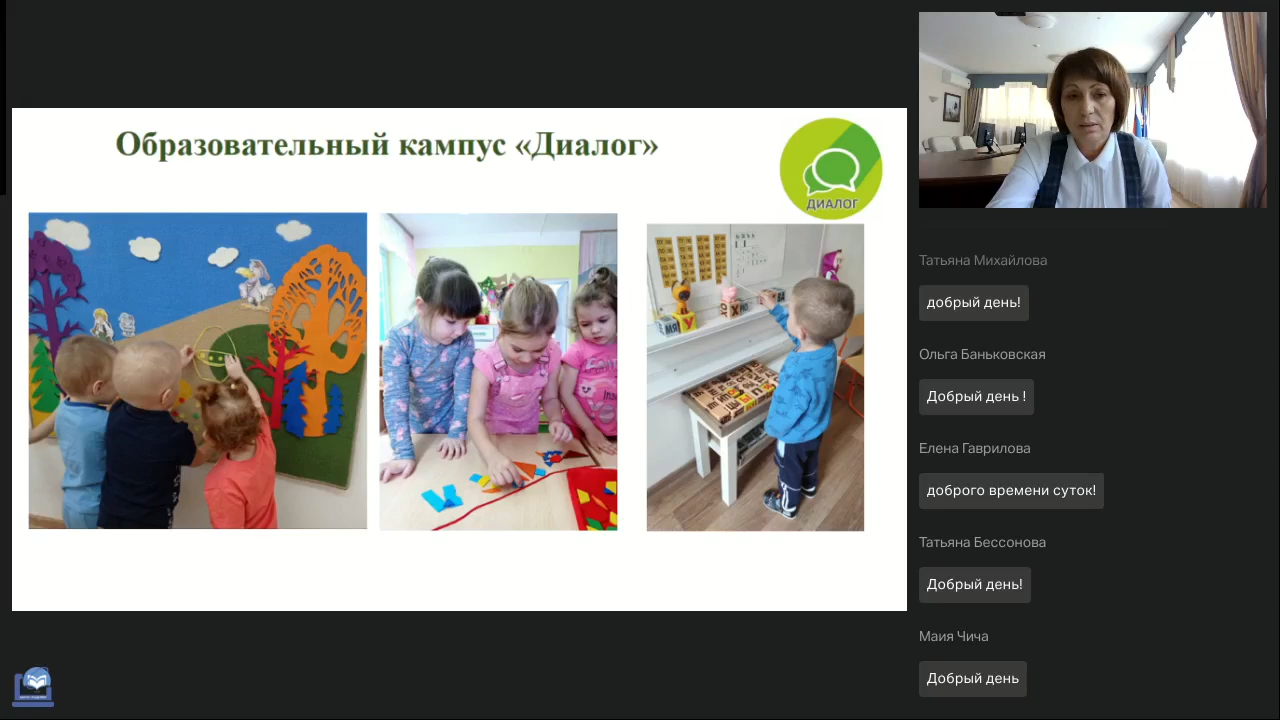 Образовательный кампус «Диалог»
ДИАЛОГ
Татьяна Михайлова
добрый день!
Ольга Баньковская
Добрый день !
Елена Гаврилова
доброго времени суток!
Татьяна Бессонова
Добрый день!
Маия Чича
Добрый день